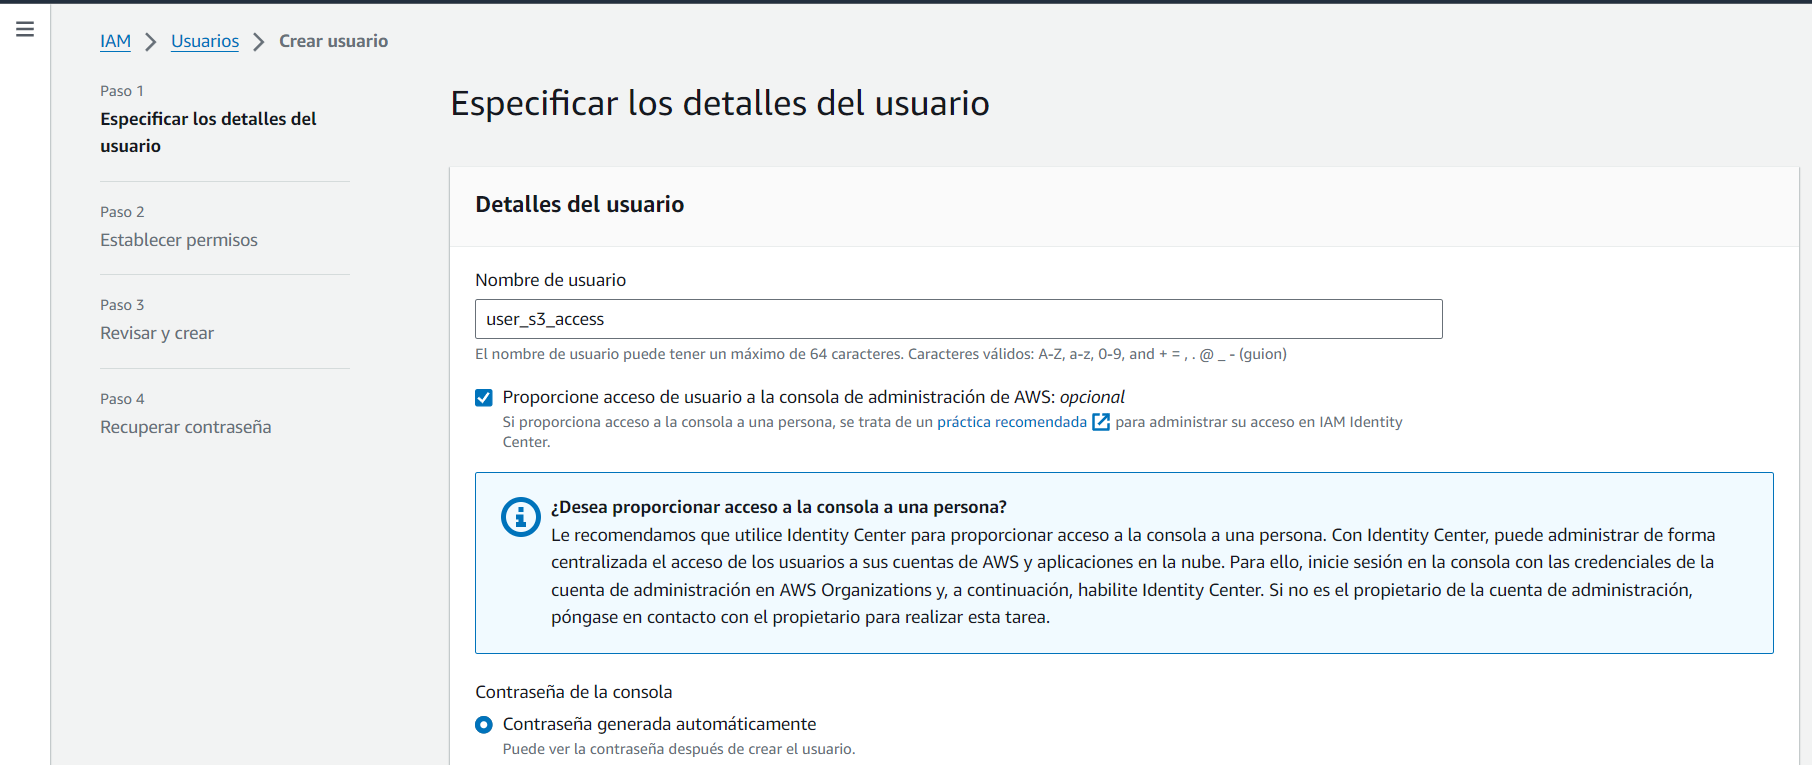 IAM > Usuarios > Crear usuario
Paso 1
Especificar los detalles del
usuario
Paso 2
Establecer permisos
Paso 3
Revisar y crear
Paso 4
Recuperar contraseña
Especificar los detalles del usuario
Detalles del usuario
Nombre de usuario
user_s3_access
El nombre de usuario puede tener un máximo de 64 caracteres. Caracteres válidos: A-Z, a-z, 0-9, and + = , . @ _ - (guion)
Proporcione acceso de usuario a la consola de administración de AWS: opcional
Si proporciona acceso a la consola a una persona, se trata de un práctica recomendada para administrar su acceso en IAM Identity
Center.
¿Desea proporcionar acceso a la consola a una persona?
Le recomendamos que utilice Identity Center para proporcionar acceso a la consola a una persona. Con Identity Center, puede administrar de forma
centralizada el acceso de los usuarios a sus cuentas de AWS y aplicaciones en la nube. Para ello, inicie sesión en la consola con las credenciales de la
cuenta de administración en AWS Organizations y, a continuación, habilite Identity Center. Si no es el propietario de la cuenta de administración,
póngase en contacto con el propietario para realizar esta tarea.
Contraseña de la consola
Contraseña generada automáticamente
Puede ver la contraseña después de crear el usuario.